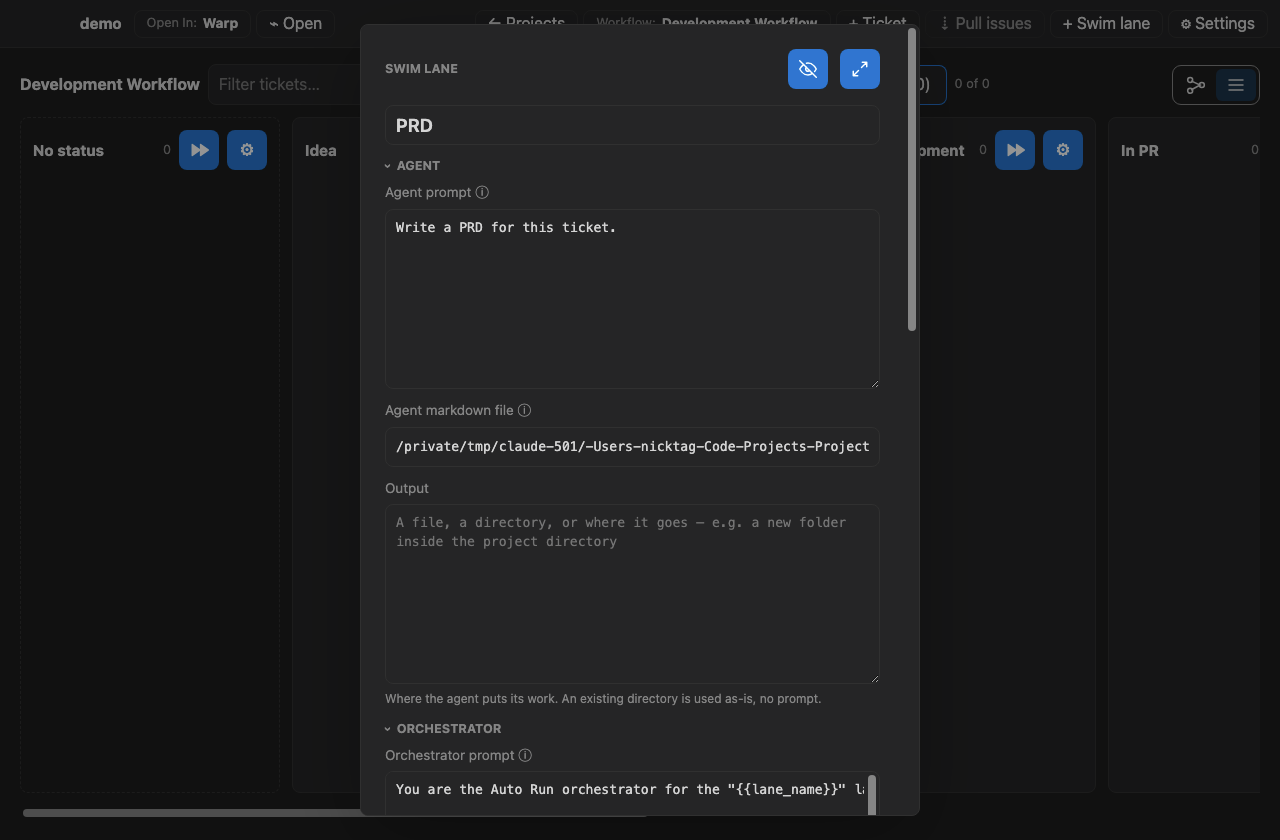 demo
Open In: Warp
Open
← Projects
Workflow: Development Workflow
+ Ticket
Pull issues
+ Swim lane
Settings
Development Workflow
Filter tickets...
0)
0 of 0
No status
0
Idea
pment
0
In PR
0
SWIM LANE
PRD
AGENT
Agent prompt
Write a PRD for this ticket.
Agent markdown file
/private/tmp/claude-501/-Users-nicktag-Code-Projects-Project
Output
A file, a directory, or where it goes — e.g. a new folder
inside the project directory
Where the agent puts its work. An existing directory is used as-is, no prompt.
ORCHESTRATOR
Orchestrator prompt
You are the Auto Run orchestrator for the "{{lane_name}}" la